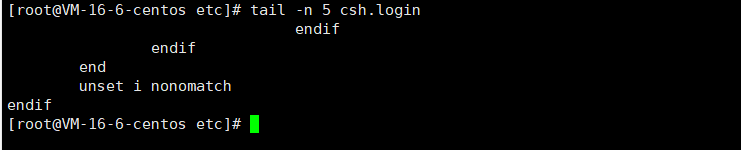 [root@VM-16-6-centos etc]# tail -n 5 csh.login
endif
endif
end
unset i nonomatch
endif
[root@VM-16-6-centos etc]#